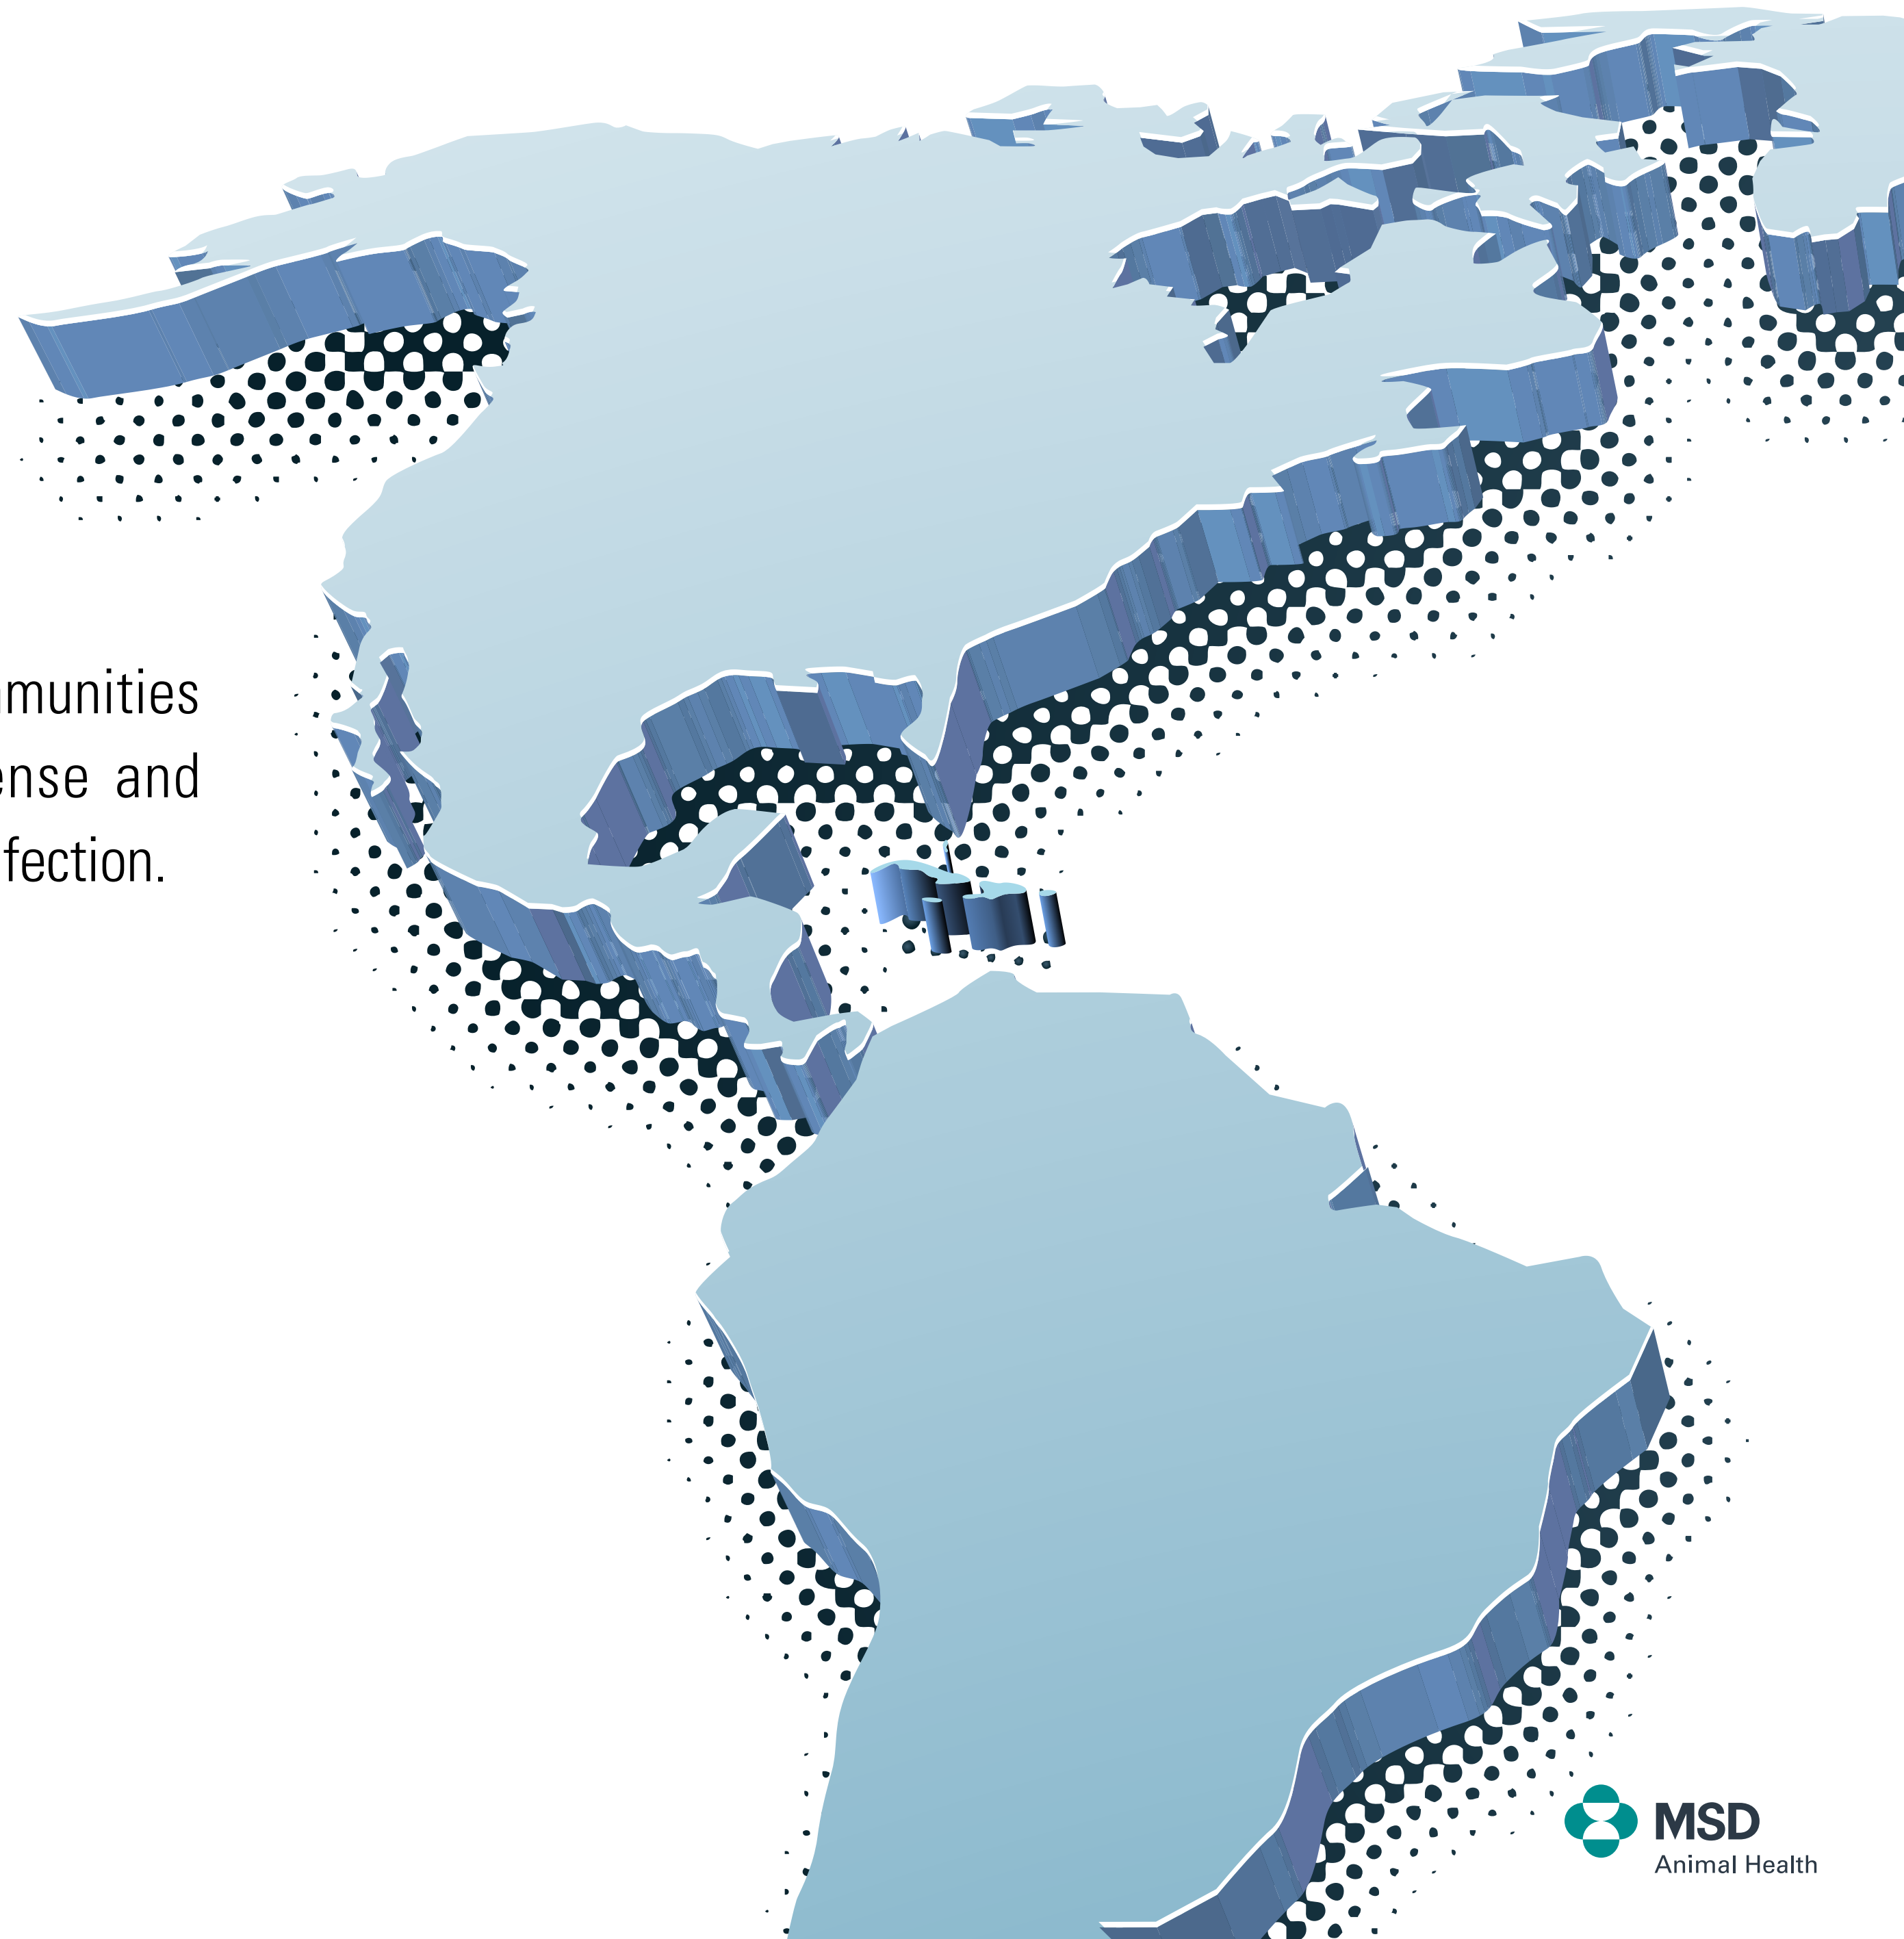 munities
ense and
fection.
MSD
Animal Health